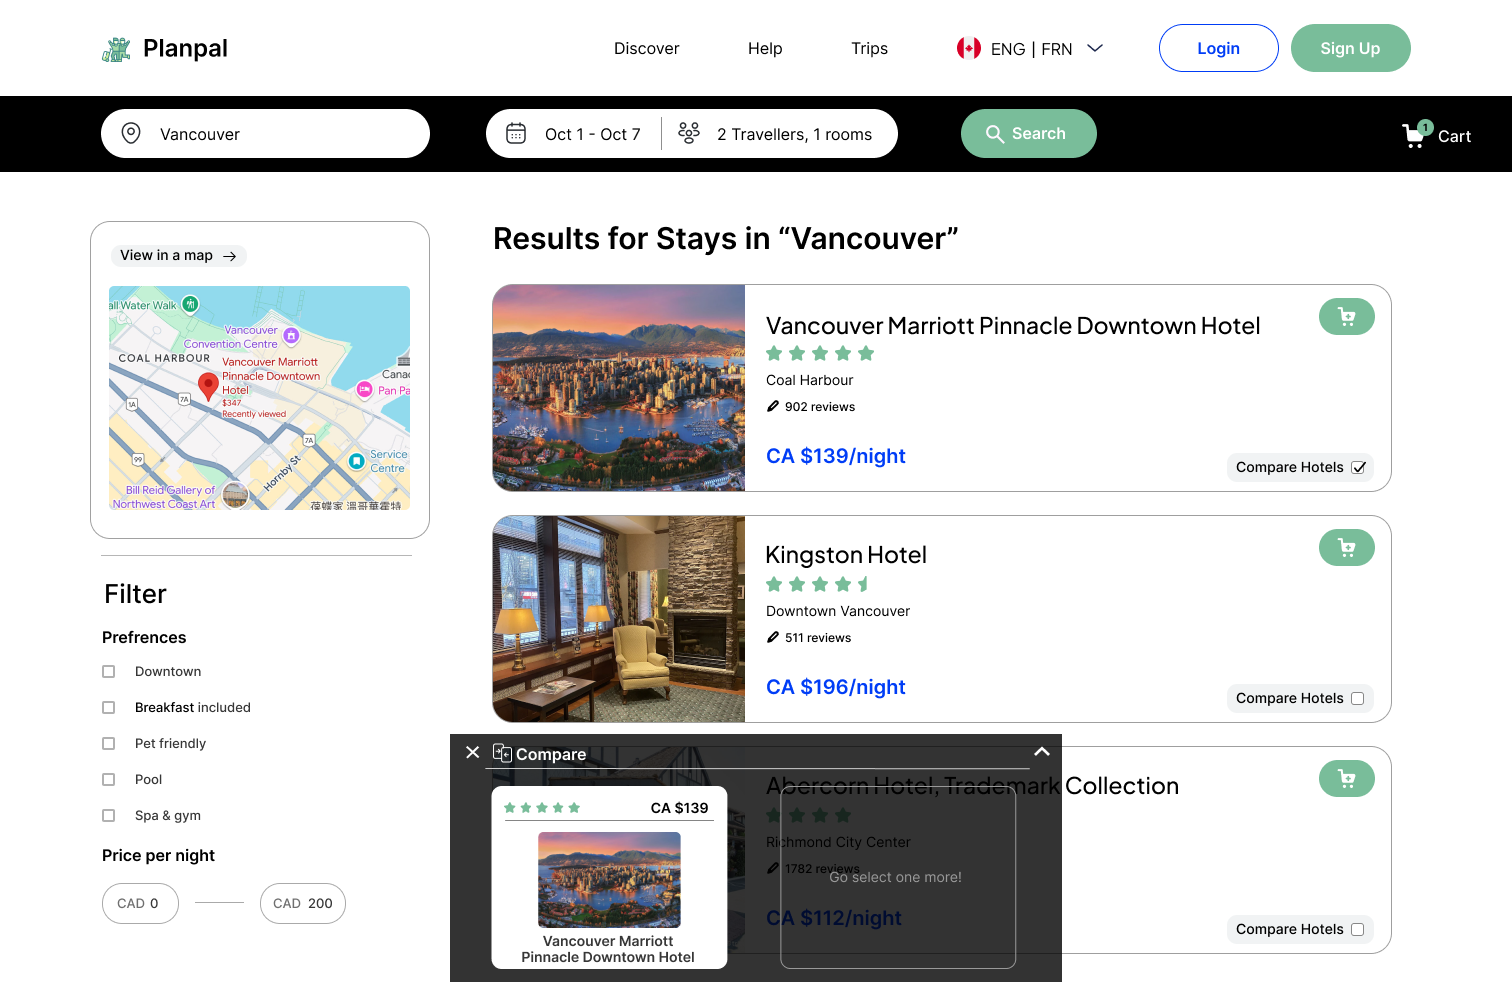 Planpal
Discover
Help
Trips
ENG | FRN
Login
Sign Up
Vancouver
Oct 1 - Oct 7
2 Travellers, 1 rooms
Search
1
Cart
View in a map
all Water Walk
Vancouver
Convention Centre
COAL HARBOUR
Vancouver Marriott
Pinnacle Downtown
Hotel
$347
Recently viewed
Canad
Pan Pa
1A
7A
7A
99
Hornby St
Service
Centre
Bill Reid Gallery of
Northwest Coast Art
Filter
Prefrences
Downtown
Breakfast included
Pet friendly
Pool
Spa & gym
Price per night
CAD 0
CAD 200
Results for Stays in “Vancouver”
Vancouver Marriott Pinnacle Downtown Hotel
Coal Harbour
902 reviews
CA $139/night
Compare Hotels
Kingston Hotel
Downtown Vancouver
511 reviews
CA $196/night
Compare Hotels
Abercorn Hotel, Trademark Collection
Richmond City Center
1782 reviews
CA $112/night
Compare Hotels
Compare
CA $139
Vancouver Marriott
Pinnacle Downtown Hotel
Go select one more!